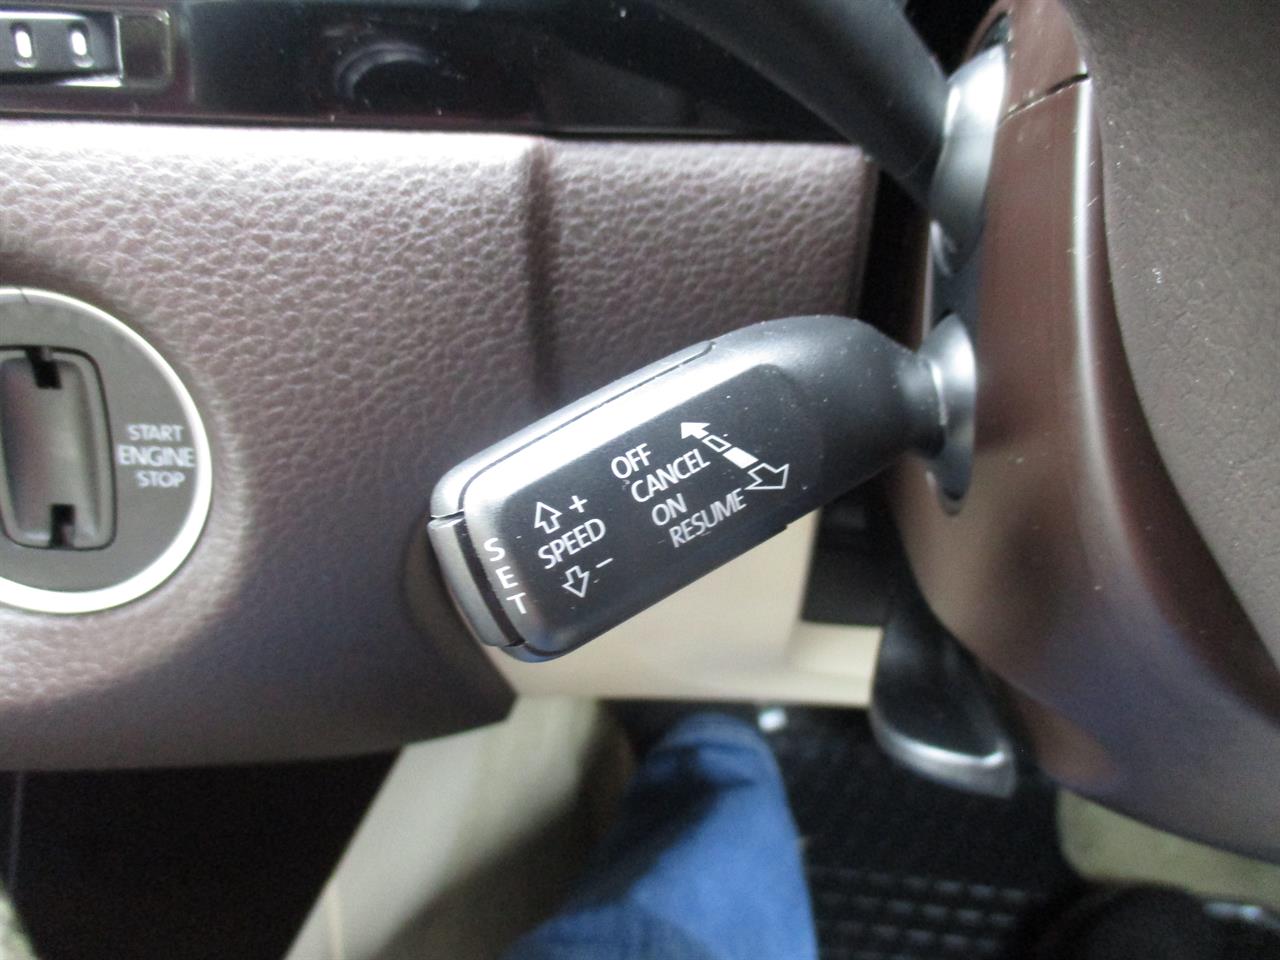 START
ENGINE
STOP
OFF
CANCEL
ON
RESUME
+
SPEED
−
SET